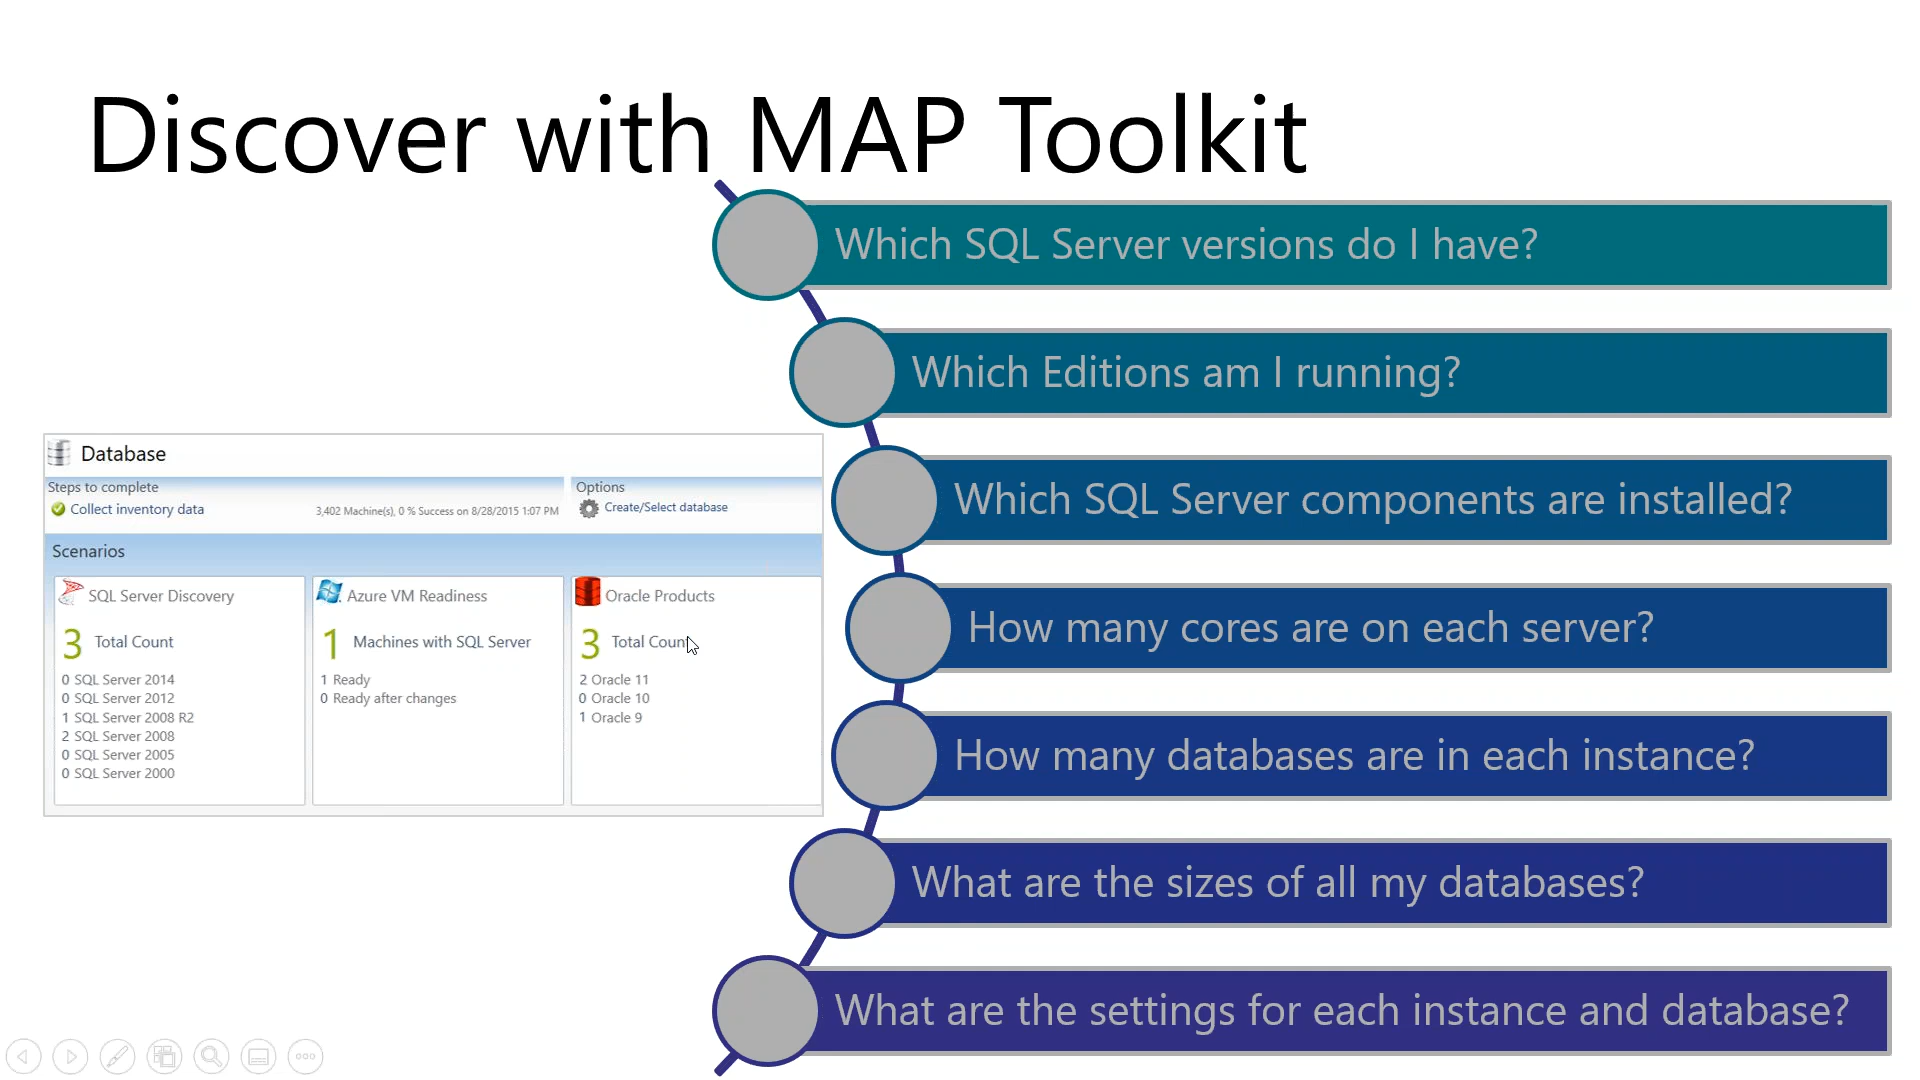 Discover with MAP Toolkit
Which SQL Server versions do I have?
Which Editions am I running?
Which SQL Server components are installed?
How many cores are on each server?
How many databases are in each instance?
What are the sizes of all my databases?
What are the settings for each instance and database?
Database
Steps to complete
Collect inventory data
3,402 Machine(s), 0 % Success on 8/28/2015 1:07 PM
Options
Create/Select database
Scenarios
SQL Server Discovery
3 Total Count
0 SQL Server 2014
0 SQL Server 2012
1 SQL Server 2008 R2
2 SQL Server 2008
0 SQL Server 2005
0 SQL Server 2000
Azure VM Readiness
1 Machines with SQL Server
1 Ready
0 Ready after changes
Oracle Products
3 Total Count
2 Oracle 11
0 Oracle 10
1 Oracle 9